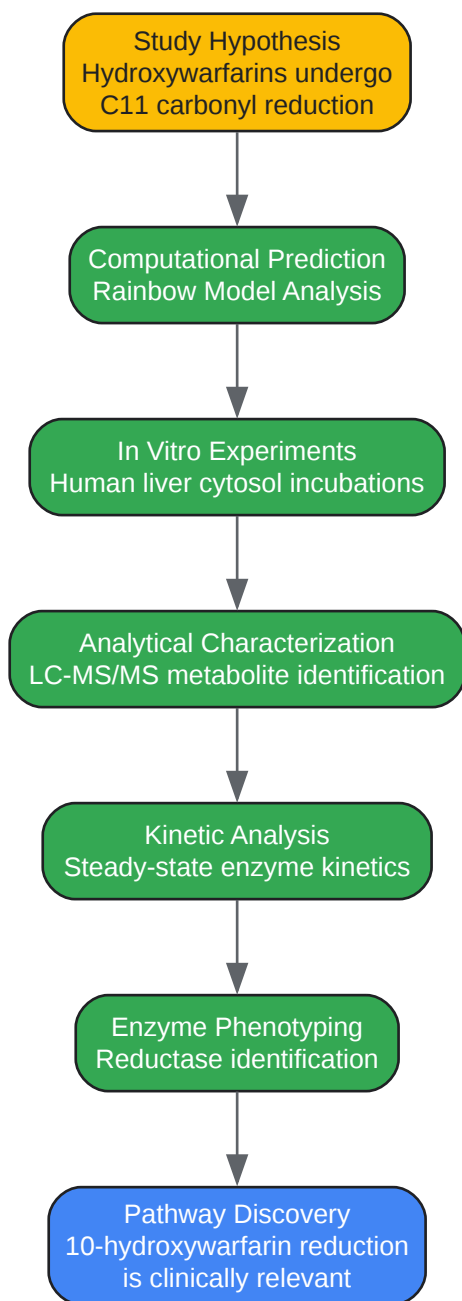 Study Hypothesis
Hydroxywarfarins undergo
C11 carbonyl reduction
Computational Prediction
Rainbow Model Analysis
In Vitro Experiments
Human liver cytosol incubations
Analytical Characterization
LC-MS/MS metabolite identification
Kinetic Analysis
Steady-state enzyme kinetics
Enzyme Phenotyping
Reductase identification
Pathway Discovery
10-hydroxywarfarin reduction
is clinically relevant